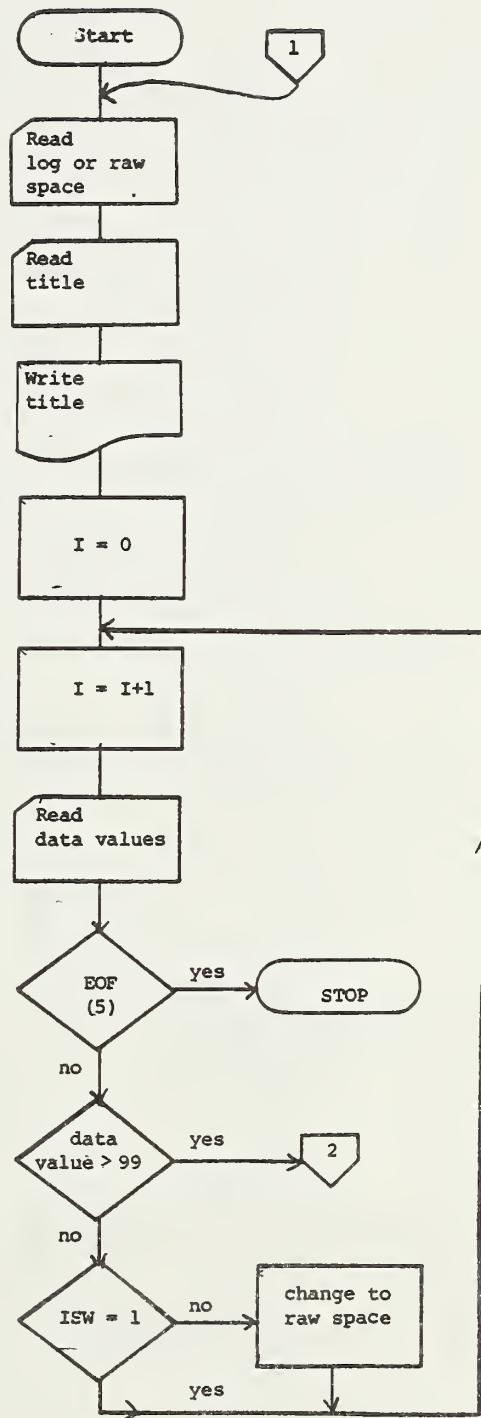 Start
1
Read
log or raw
space
Read
title
Write
title
I = 0
I = I+1
Read
data values
EOF
(5)
yes
STOP
no
data
value > 99
yes
2
no
ISW = 1
no
change to
raw space
yes